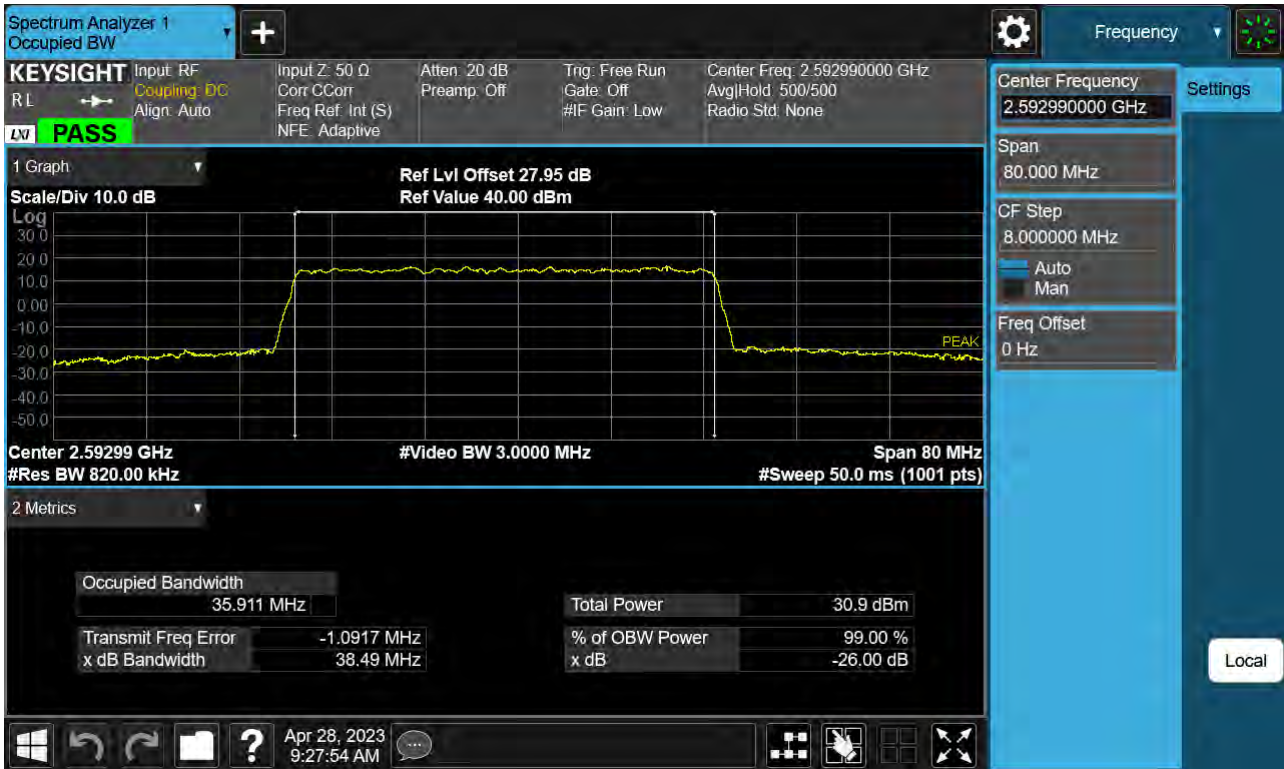 Spectrum Analyzer 1
Occupied BW
Frequency
KEYSIGHT
RL
LXI
PASS
Input: RF
Coupling: DC
Align: Auto
Input Z: 50 Ω
Corr CCorr
Freq Ref: Int (S)
NFE: Adaptive
Atten: 20 dB
Preamp: Off
Trig: Free Run
Gate: Off
#IF Gain: Low
Center Freq: 2.592990000 GHz
Avg|Hold: 500/500
Radio Std: None
Center Frequency
2.592990000 GHz
Settings
Span
80.000 MHz
CF Step
8.000000 MHz
Auto
Man
Freq Offset
0 Hz
Local
1 Graph
Scale/Div 10.0 dB
Ref Lvl Offset 27.95 dB
Ref Value 40.00 dBm
Log
30.0
20.0
10.0
0.00
-10.0
-20.0
-30.0
-40.0
-50.0
PEAK
Center 2.59299 GHz
#Video BW 3.0000 MHz
Span 80 MHz
#Res BW 820.00 kHz
#Sweep 50.0 ms (1001 pts)
2 Metrics
Occupied Bandwidth
35.911 MHz
Total Power 30.9 dBm
Transmit Freq Error -1.0917 MHz
% of OBW Power 99.00 %
x dB Bandwidth 38.49 MHz
x dB -26.00 dB
Apr 28, 2023
9:27:54 AM